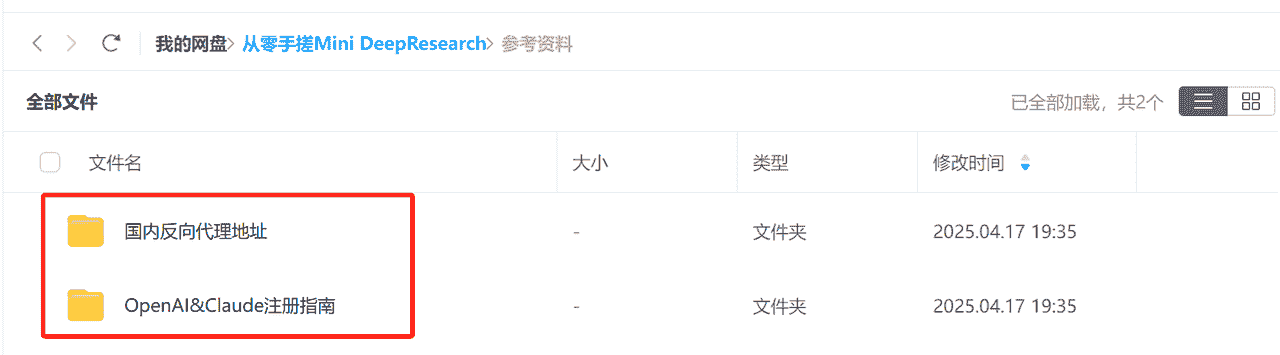 我的网盘> 从零手搓Mini DeepResearch> 参考资料
全部文件 已全部加载，共2个
文件名 大小 类型 修改时间
国内反向代理地址 - 文件夹 2025.04.17 19:35
OpenAI&Claude注册指南 - 文件夹 2025.04.17 19:35